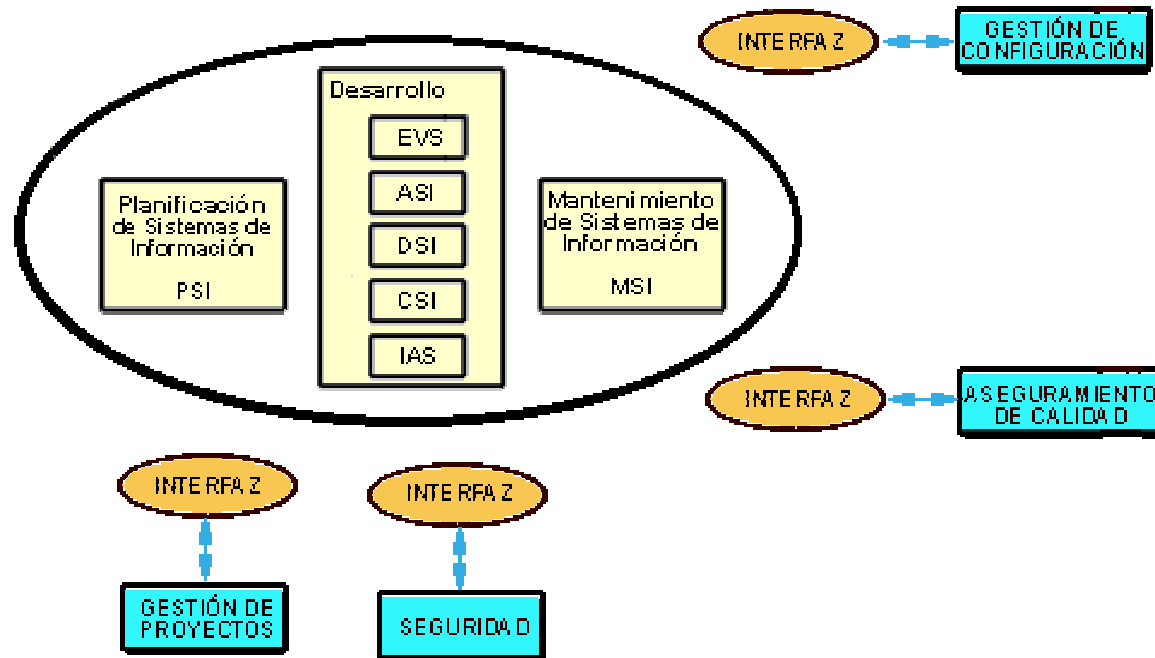 INTERFAZ
GESTIÓN DE
CONFIGURACIÓN
Desarrollo
EVS
ASI
DSI
CSI
IAS
Planificación
de Sistemas de
Información
PSI
Mantenimiento
de Sistemas de
Información
MSI
INTERFAZ
ASEGURAMIENTO
DE CALIDAD
INTERFAZ
GESTIÓN DE
PROYECTOS
INTERFAZ
SEGURIDAD